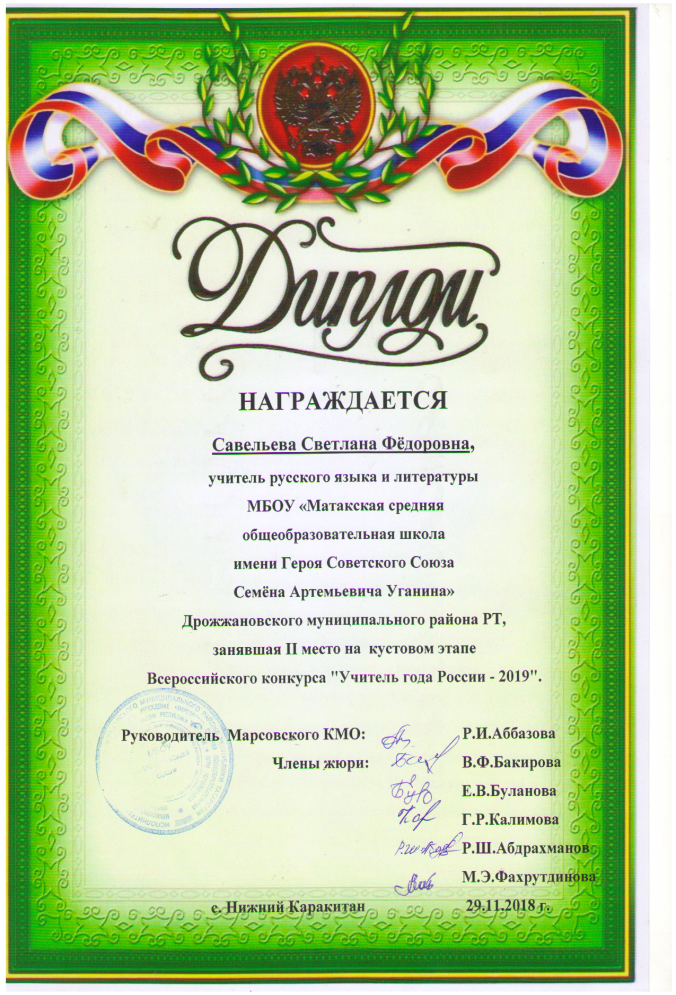 Диплом
НАГРАЖДАЕТСЯ
Савельева Светлана Фёдоровна,
учитель русского языка и литературы
МБОУ «Матакская средняя
общеобразовательная школа
имени Героя Советского Союза
Семёна Артемьевича Уганина»
Дрожжановского муниципального района РТ,
занявшая II место на кустовом этапе
Всероссийского конкурса "Учитель года России - 2019".
Руководитель Марсовского КМО: Р.И.Аббазова
Члены жюри: В.Ф.Бакирова
Е.В.Буланова
Г.Р.Калимова
Р.Ш.Абдрахманов
М.Э.Фахрутдинова
с. Нижний Каракитан 29.11.2018 г.